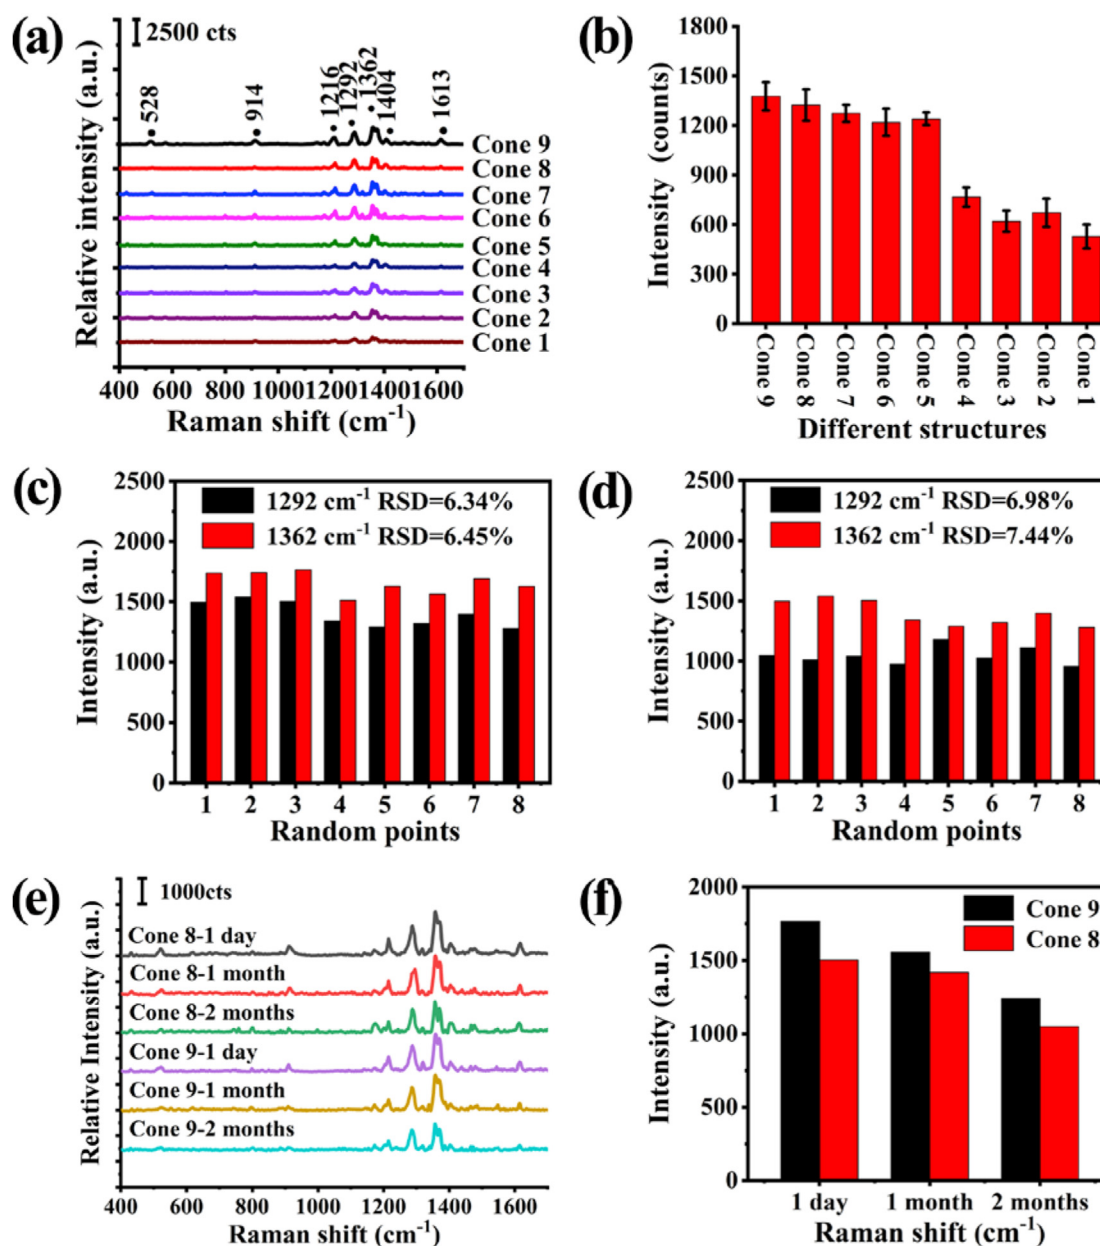 (a)
2500 cts
Relative intensity (a.u.)
528
914
1216
1292
1362
1404
1613
Cone 9
Cone 8
Cone 7
Cone 6
Cone 5
Cone 4
Cone 3
Cone 2
Cone 1
400 600 800 1000 1200 1400 1600
Raman shift (cm⁻¹)
(b)
Intensity (counts)
1800
1500
1200
900
600
300
0
Cone 9
Cone 8
Cone 7
Cone 6
Cone 5
Cone 4
Cone 3
Cone 2
Cone 1
Different structures
(c)
Intensity (a.u.)
2500
2000
1500
1000
500
0
1292 cm⁻¹ RSD=6.34%
1362 cm⁻¹ RSD=6.45%
1 2 3 4 5 6 7 8
Random points
(d)
Intensity (a.u.)
2500
2000
1500
1000
500
0
1292 cm⁻¹ RSD=6.98%
1362 cm⁻¹ RSD=7.44%
1 2 3 4 5 6 7 8
Random points
(e)
1000cts
Relative Intensity (a.u.)
Cone 8-1 day
Cone 8-1 month
Cone 8-2 months
Cone 9-1 day
Cone 9-1 month
Cone 9-2 months
400 600 800 1000 1200 1400 1600
Raman shift (cm⁻¹)
(f)
Intensity (a.u.)
2000
1500
1000
500
0
Cone 9
Cone 8
1 day 1 month 2 months
Raman shift (cm⁻¹)